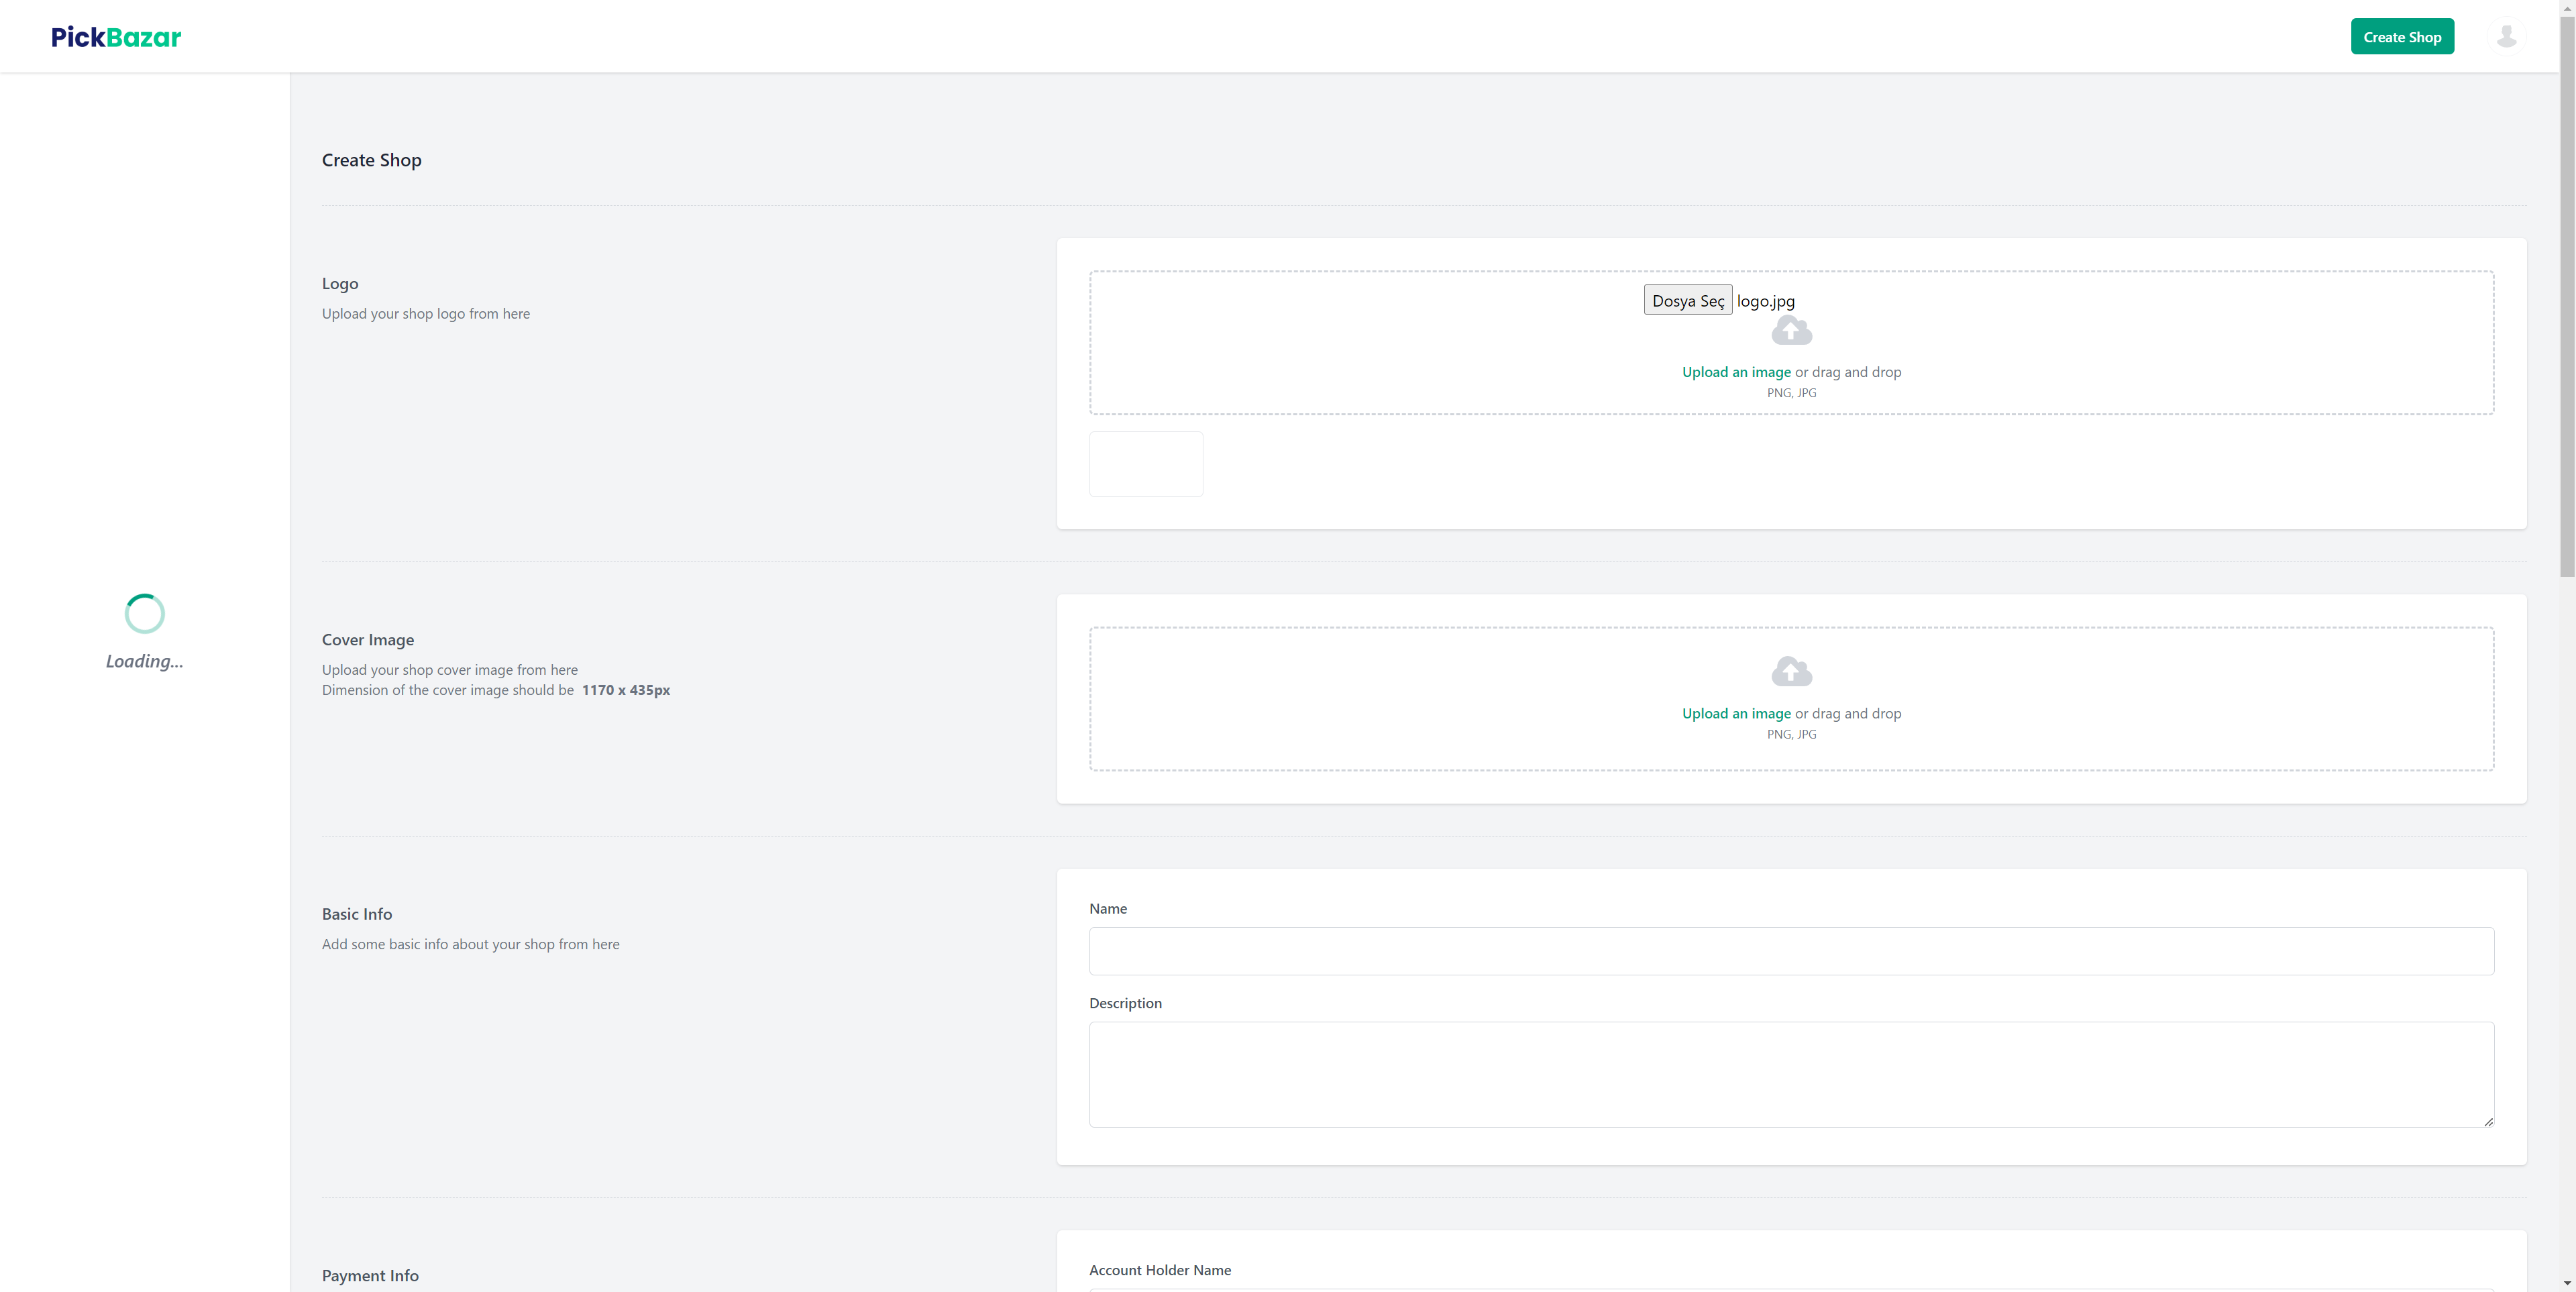 PickBazar
Create Shop
Create Shop
Logo
Upload your shop logo from here
Dosya Seç logo.jpg
Upload an image or drag and drop
PNG, JPG
Loading...
Cover Image
Upload your shop cover image from here
Dimension of the cover image should be 1170 x 435px
Upload an image or drag and drop
PNG, JPG
Basic Info
Add some basic info about your shop from here
Name
Description
Payment Info
Account Holder Name